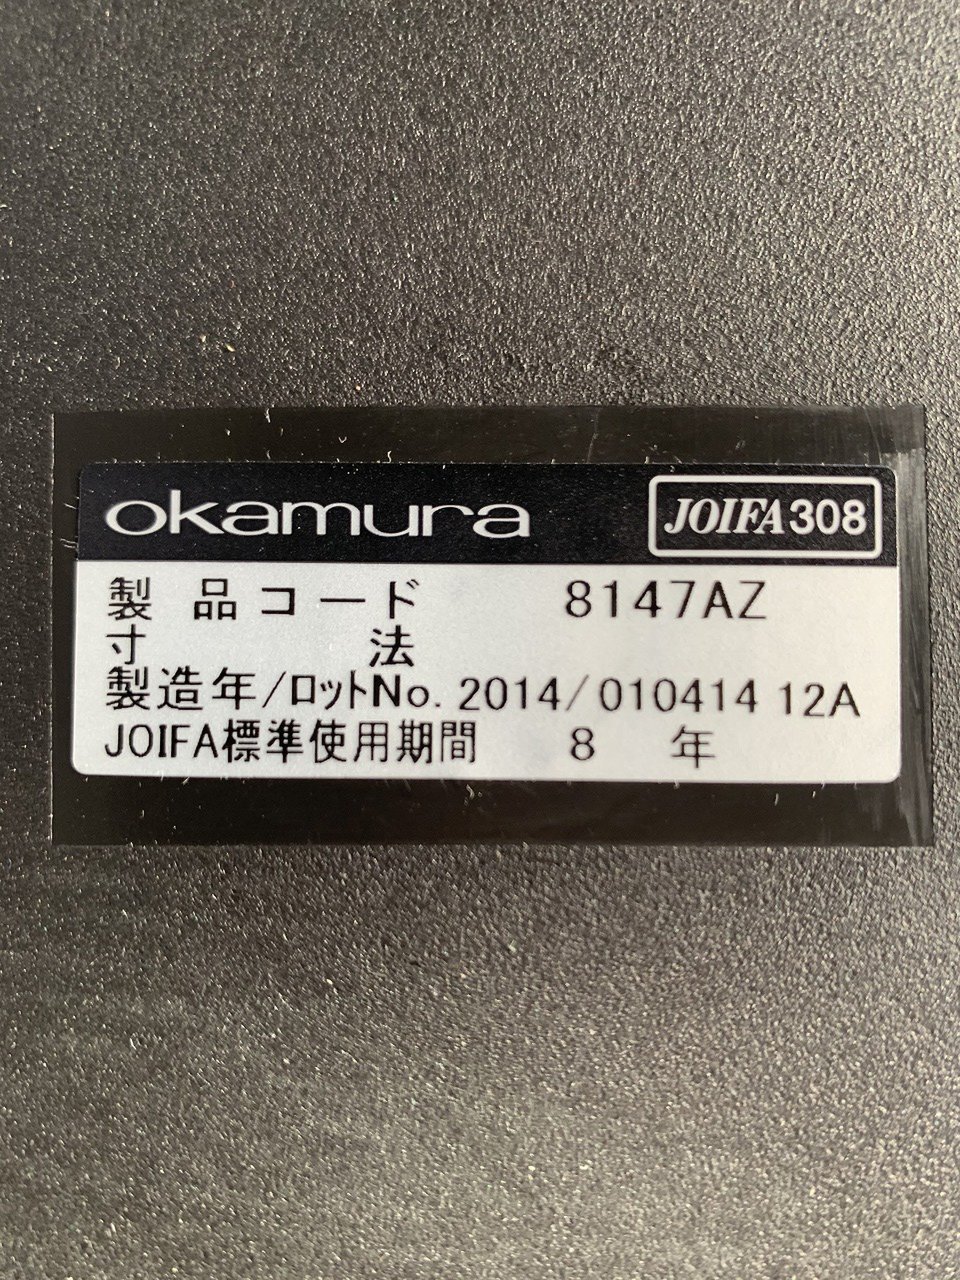 okamura JOIFA308
製品コード 8147AZ
寸法
製造年/ロットNo. 2014/010414 12A
JOIFA標準使用期間 8 年